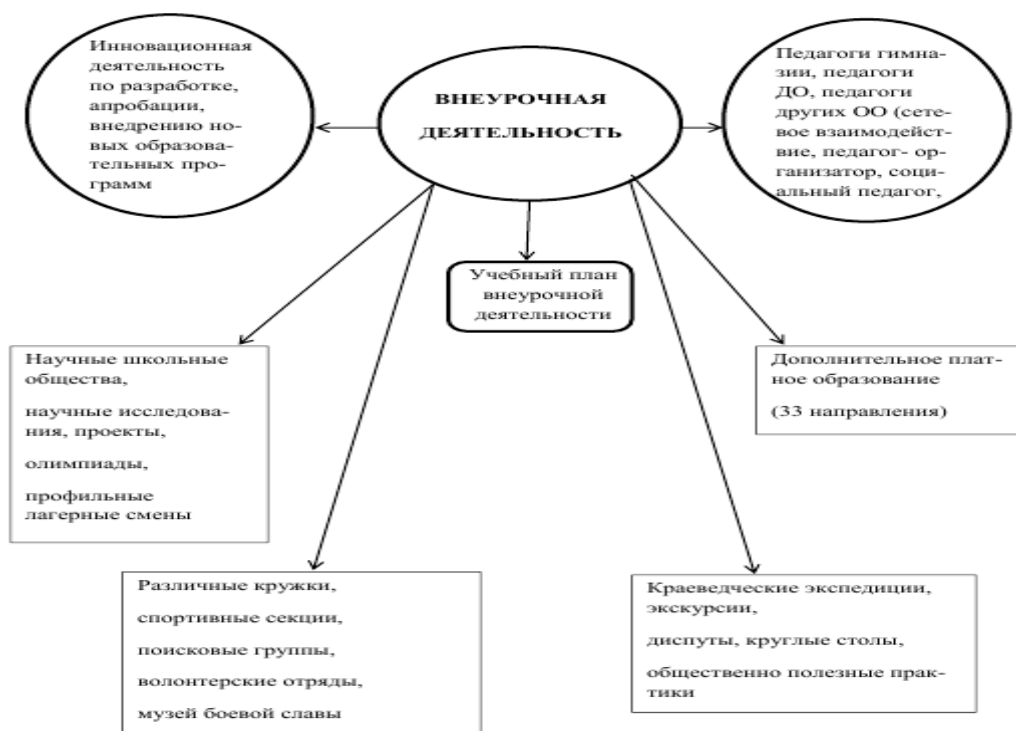 Инновационная
деятельность
по разработке,
апробации,
внедрению но-
вых образова-
тельных про-
грамм
ВНЕУРОЧНАЯ
ДЕЯТЕЛЬНОСТЬ
Педагоги гимна-
зии, педагоги
ДО, педагоги
других ОО (сете-
вое взаимодейст-
вие, педагог- ор-
ганизатор, соци-
альный педагог,
Учебный план
внеурочной
деятельности
Научные школьные
общества,
научные исследова-
ния, проекты,
олимпиады,
профильные
лагерные смены
Дополнительное плат-
ное образование
(33 направления)
Различные кружки,
спортивные секции,
поисковые группы,
волонтерские отряды,
музей боевой славы
Краеведческие экспедиции,
экскурсии,
диспуты, круглые столы,
общественно полезные прак-
тики